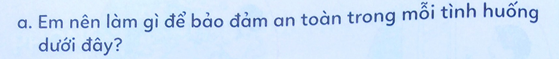 a. Em nên làm gì để bảo đảm an toàn trong mỗi tình huống
dưới đây?